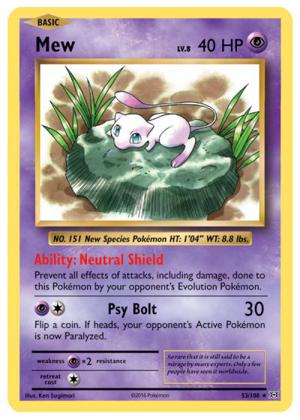 BASIC
Mew LV.8 40 HP
NO. 151 New Species Pokémon HT: 1'04" WT: 8.8 lbs.
Ability: Neutral Shield
Prevent all effects of attacks, including damage, done to
this Pokémon by your opponent's Evolution Pokémon.
Psy Bolt 30
Flip a coin. If heads, your opponent's Active Pokémon
is now Paralyzed.
weakness ×2 resistance
So rare that it is still said to be a
mirage by many experts. Only a few
people have seen it worldwide.
retreat
cost
Illus. Ken Sugimori ©2016 Pokémon 53/108